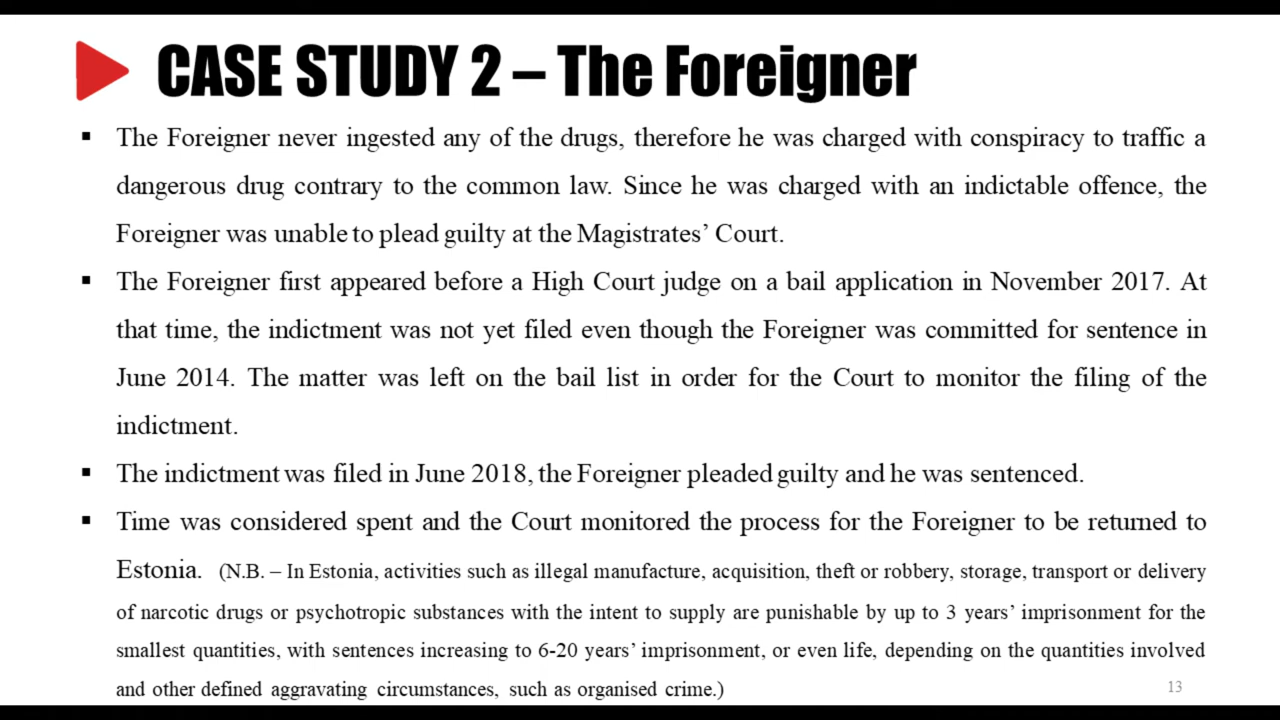 CASE STUDY 2 – The Foreigner
▪ The Foreigner never ingested any of the drugs, therefore he was charged with conspiracy to traffic a
dangerous drug contrary to the common law. Since he was charged with an indictable offence, the
Foreigner was unable to plead guilty at the Magistrates’ Court.
▪ The Foreigner first appeared before a High Court judge on a bail application in November 2017. At
that time, the indictment was not yet filed even though the Foreigner was committed for sentence in
June 2014. The matter was left on the bail list in order for the Court to monitor the filing of the
indictment.
▪ The indictment was filed in June 2018, the Foreigner pleaded guilty and he was sentenced.
▪ Time was considered spent and the Court monitored the process for the Foreigner to be returned to
Estonia. (N.B. – In Estonia, activities such as illegal manufacture, acquisition, theft or robbery, storage, transport or delivery
of narcotic drugs or psychotropic substances with the intent to supply are punishable by up to 3 years’ imprisonment for the
smallest quantities, with sentences increasing to 6-20 years’ imprisonment, or even life, depending on the quantities involved
and other defined aggravating circumstances, such as organised crime.)
13